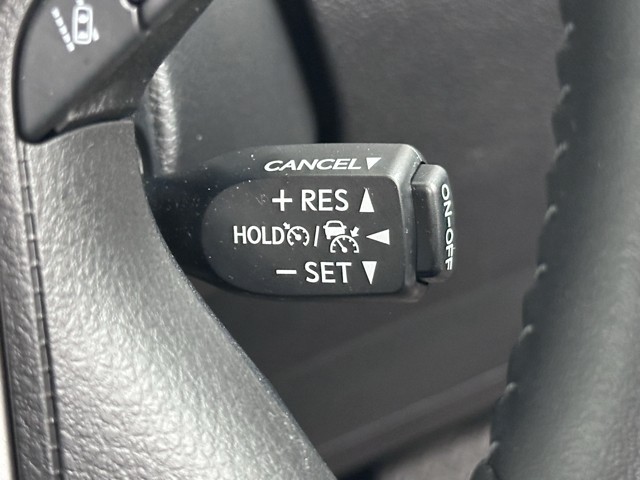 CANCEL▼
+ RES ▲
HOLD / ◀
− SET ▼
ON-OFF